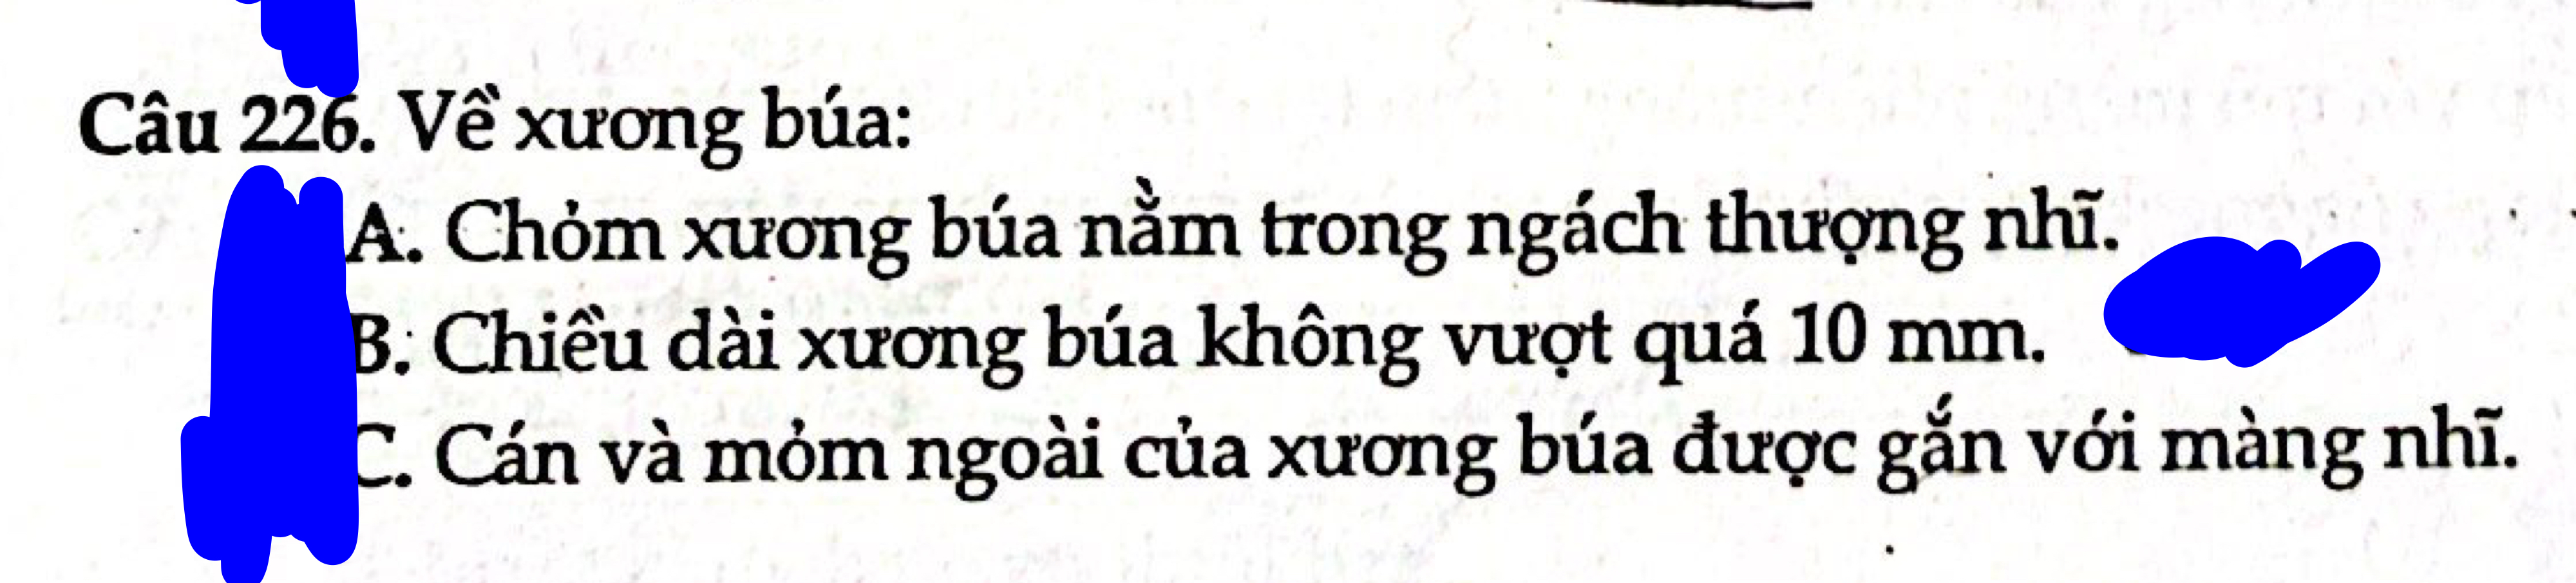 Câu 226. Về xương búa:
A. Chỏm xương búa nằm trong ngách thượng nhĩ.
B. Chiều dài xương búa không vượt quá 10 mm.
C. Cán và mỏm ngoài của xương búa được gắn với màng nhĩ.